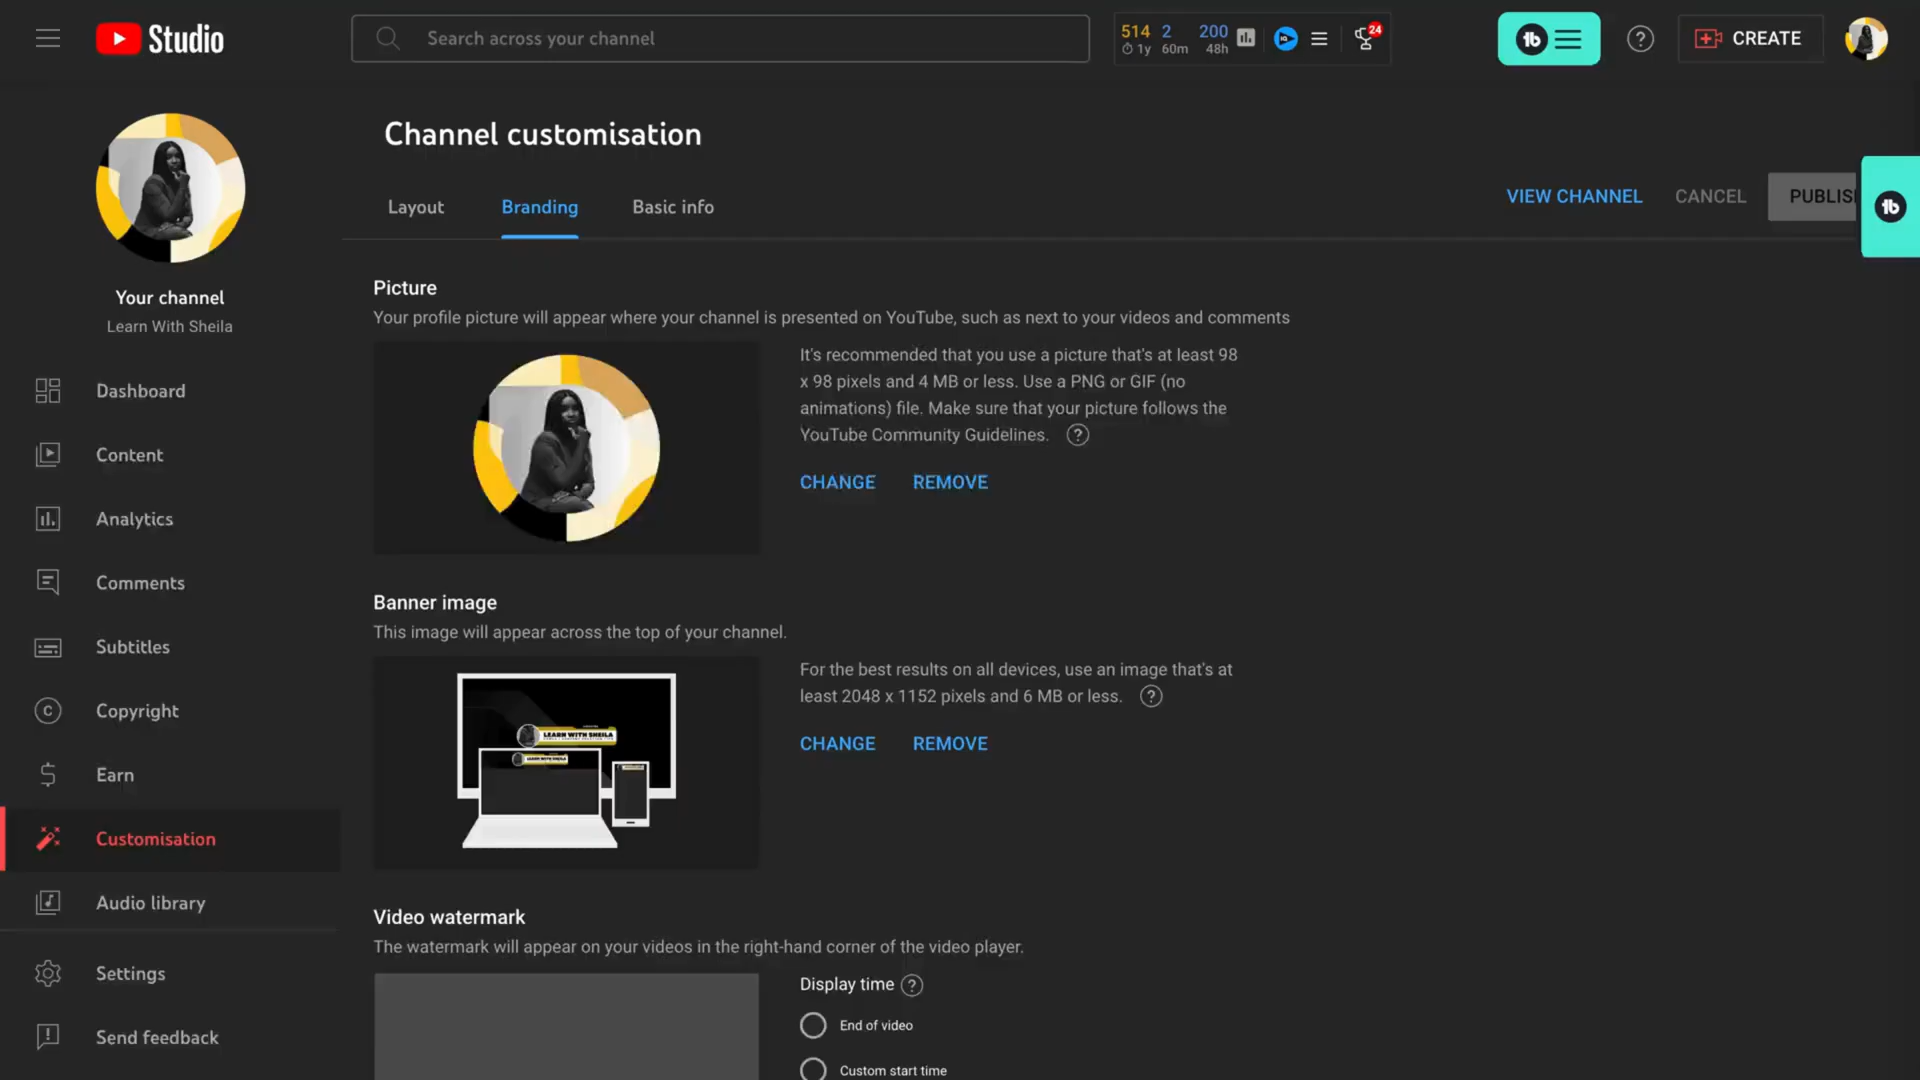 Studio
Search across your channel
514 2 200
1y 60m 48h
24
CREATE
Channel customisation
Layout
Branding
Basic info
VIEW CHANNEL
CANCEL
PUBLIS
Your channel
Learn With Sheila
Dashboard
Content
Analytics
Comments
Subtitles
Copyright
Earn
Customisation
Audio library
Settings
Send feedback
Picture
Your profile picture will appear where your channel is presented on YouTube, such as next to your videos and comments
It's recommended that you use a picture that's at least 98
x 98 pixels and 4 MB or less. Use a PNG or GIF (no
animations) file. Make sure that your picture follows the
YouTube Community Guidelines.
CHANGE
REMOVE
Banner image
This image will appear across the top of your channel.
LEARN WITH SHEILA
LEARN WITH SHEILA
For the best results on all devices, use an image that's at
least 2048 x 1152 pixels and 6 MB or less.
CHANGE
REMOVE
Video watermark
The watermark will appear on your videos in the right-hand corner of the video player.
Display time
End of video
Custom start time